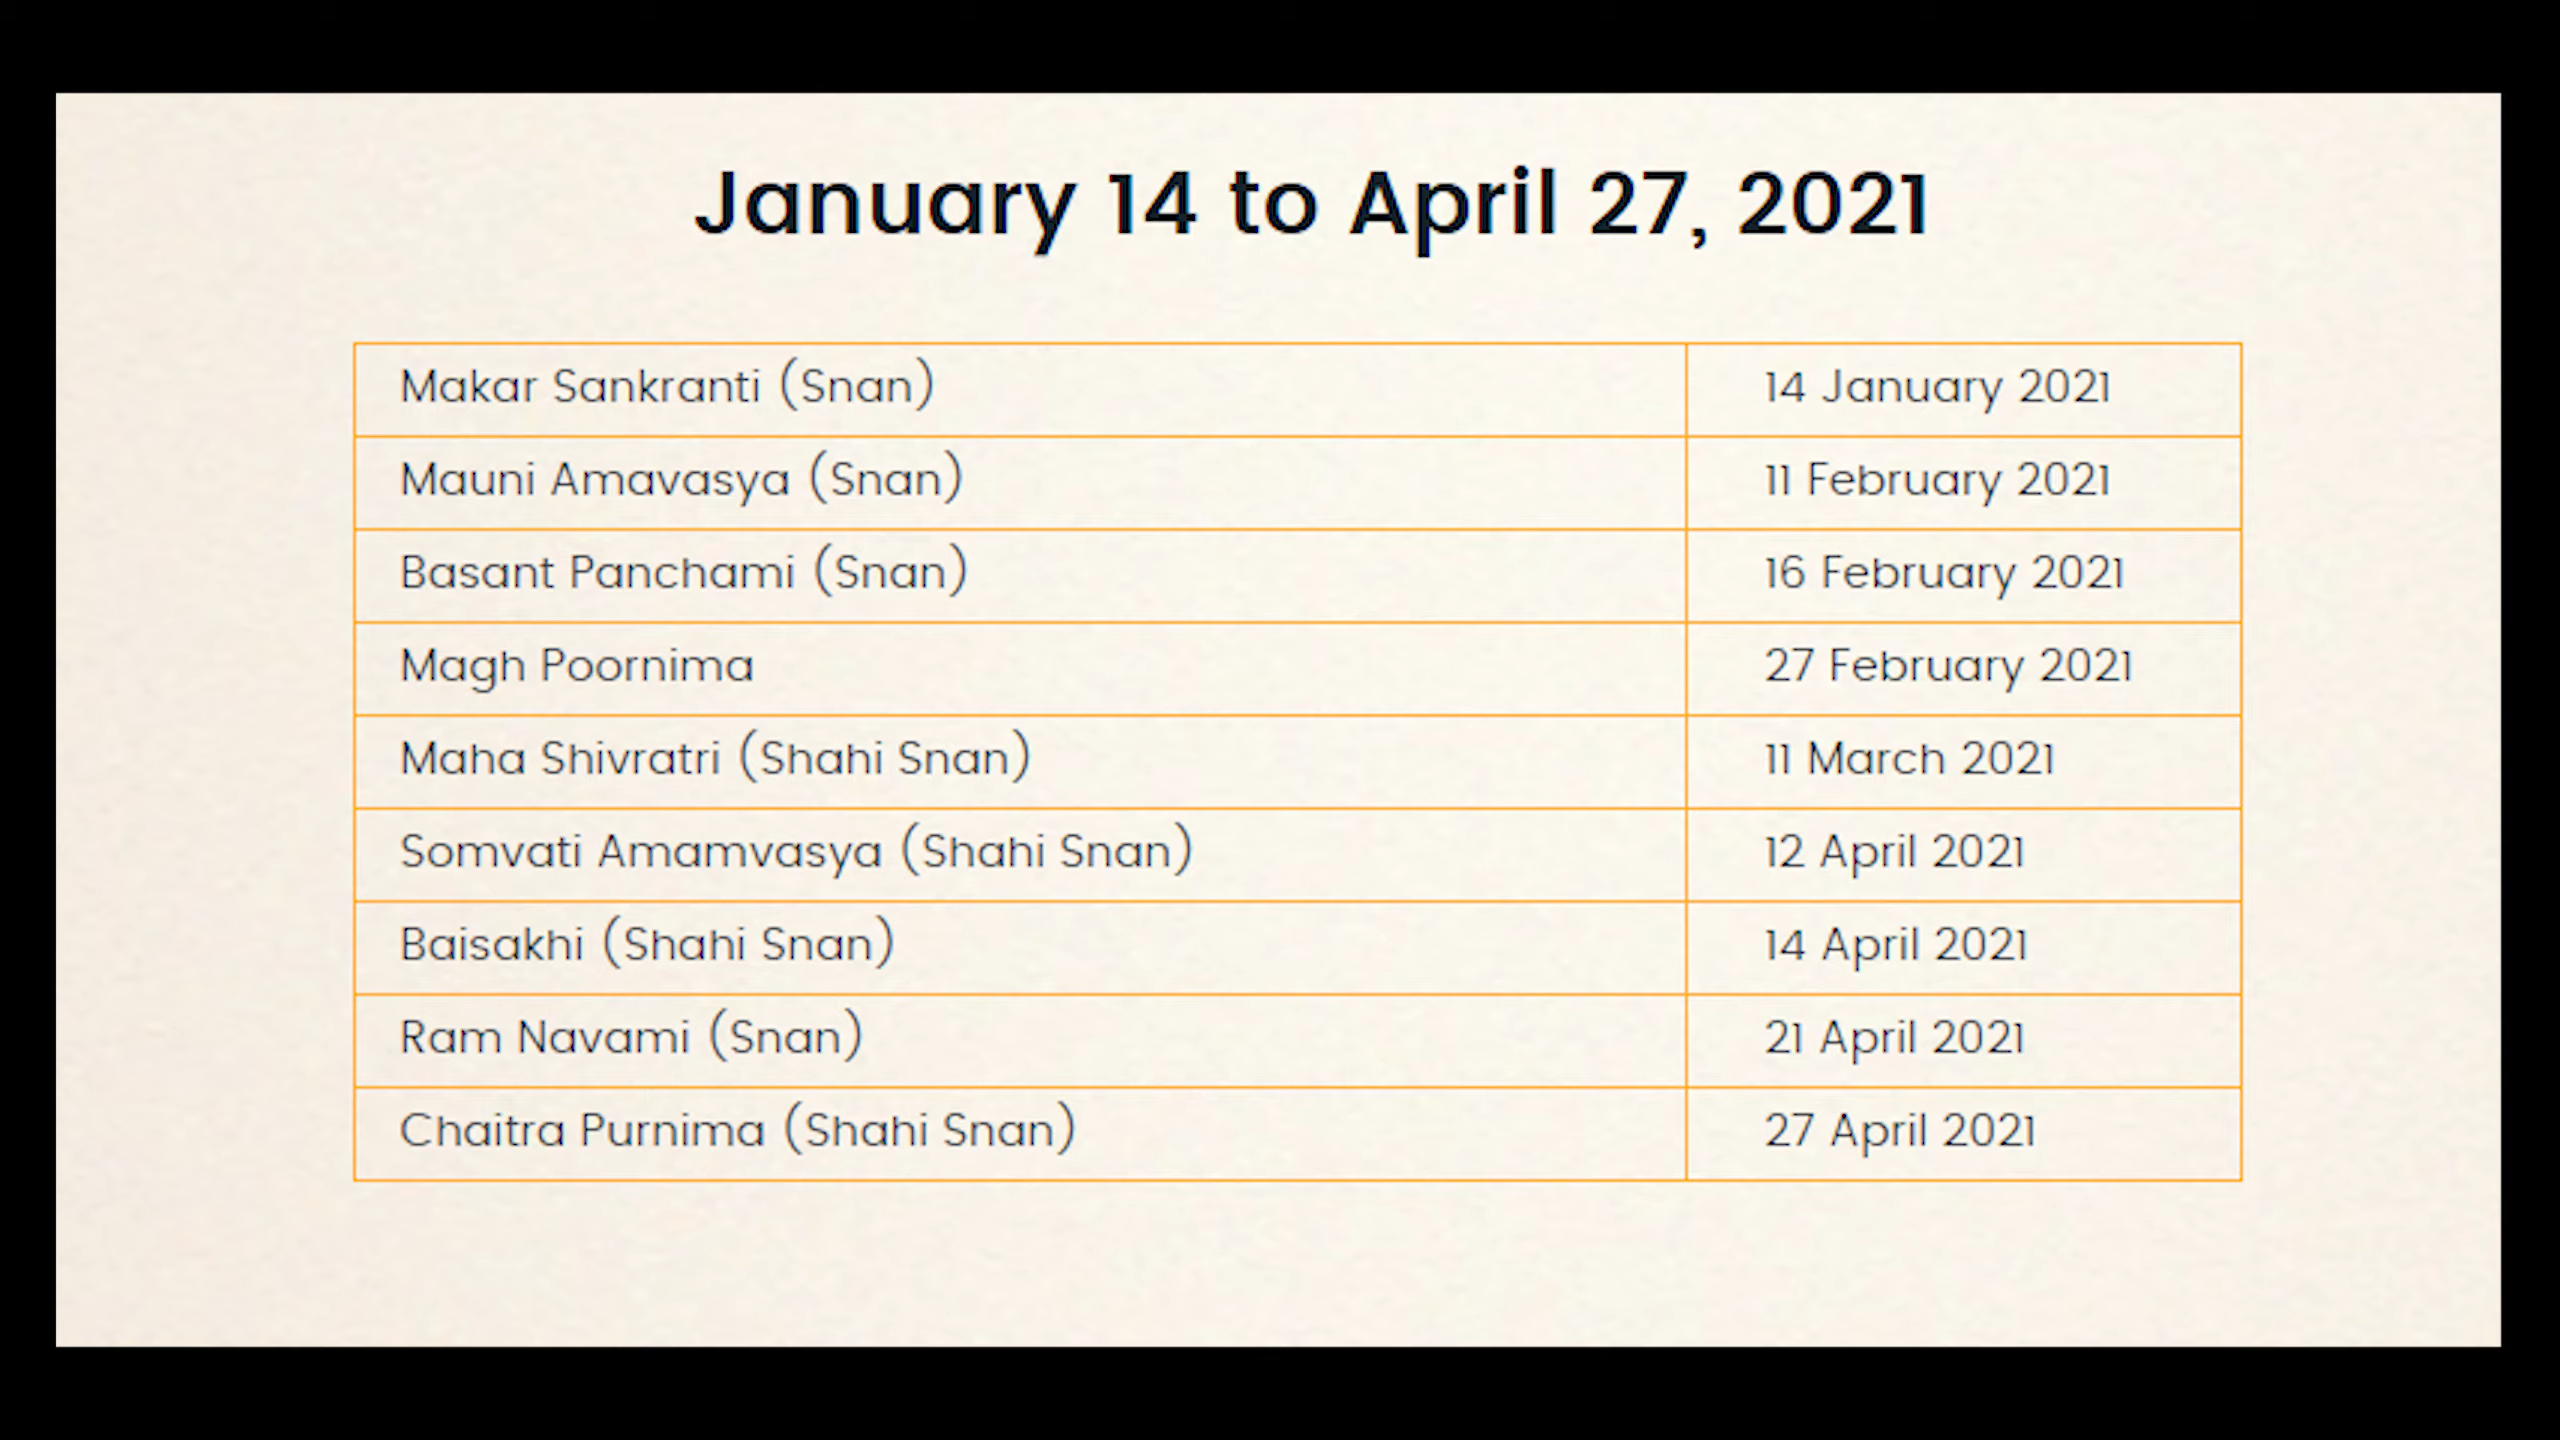 January 14 to April 27, 2021
Makar Sankranti (Snan) 14 January 2021
Mauni Amavasya (Snan) 11 February 2021
Basant Panchami (Snan) 16 February 2021
Magh Poornima 27 February 2021
Maha Shivratri (Shahi Snan) 11 March 2021
Somvati Amamvasya (Shahi Snan) 12 April 2021
Baisakhi (Shahi Snan) 14 April 2021
Ram Navami (Snan) 21 April 2021
Chaitra Purnima (Shahi Snan) 27 April 2021